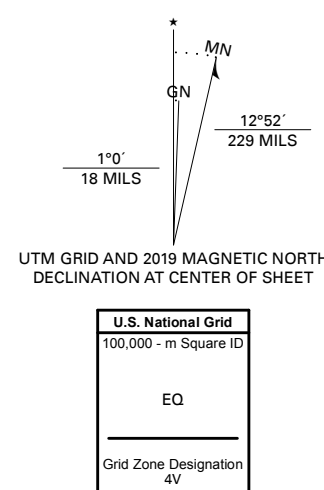 ★
MN
GN
12°52´
229 MILS
1°0´
18 MILS
UTM GRID AND 2019 MAGNETIC NORTH
DECLINATION AT CENTER OF SHEET
U.S. National Grid
100,000 - m Square ID
EQ
Grid Zone Designation
4V